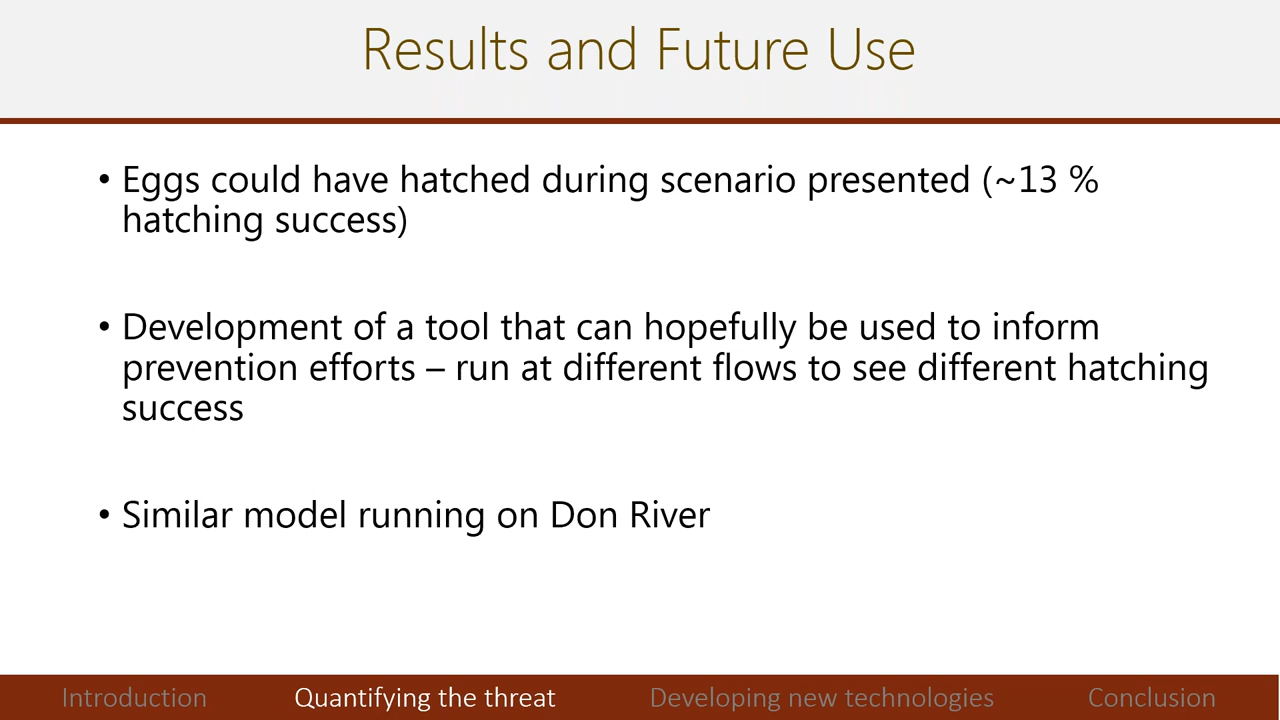 Results and Future Use
• Eggs could have hatched during scenario presented (~13 %
hatching success)
• Development of a tool that can hopefully be used to inform
prevention efforts – run at different flows to see different hatching
success
• Similar model running on Don River
Introduction Quantifying the threat Developing new technologies Conclusion